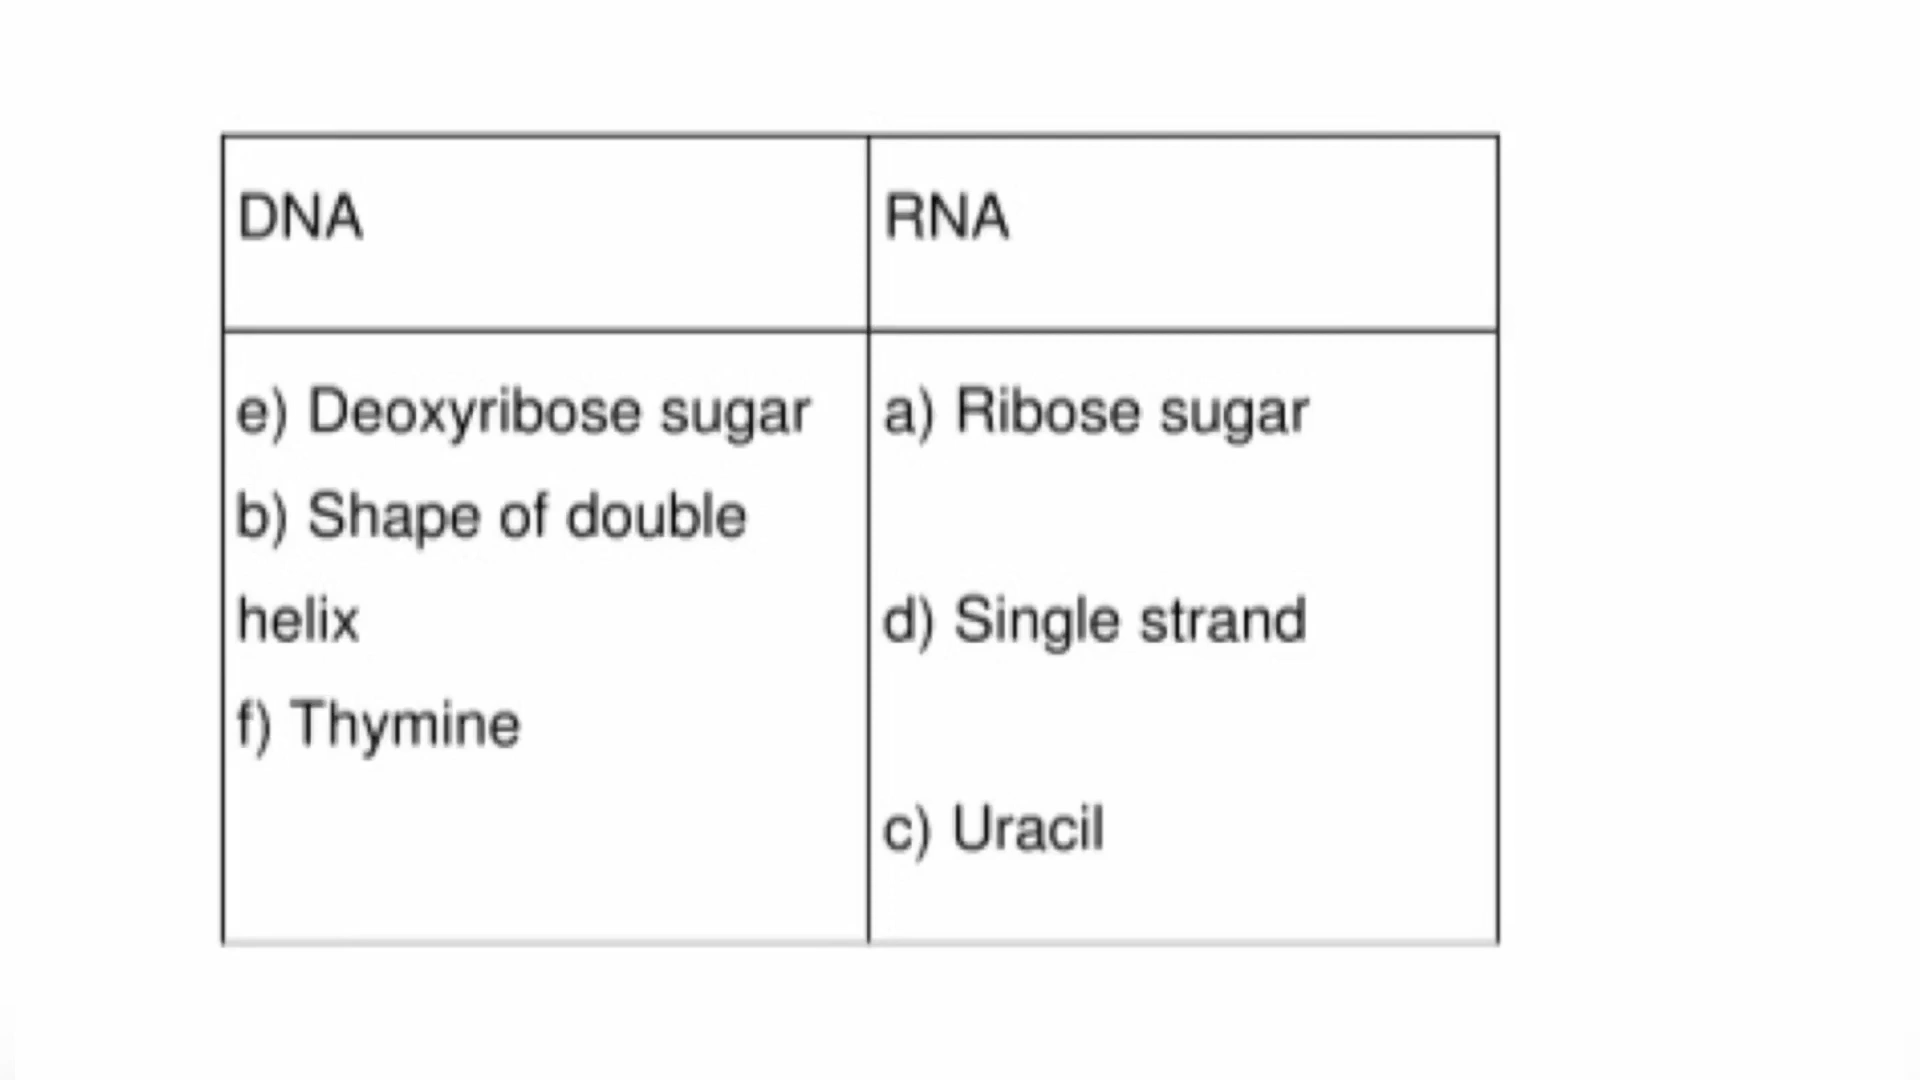 DNA
RNA
e) Deoxyribose sugar
b) Shape of double
helix
f) Thymine
a) Ribose sugar
d) Single strand
c) Uracil